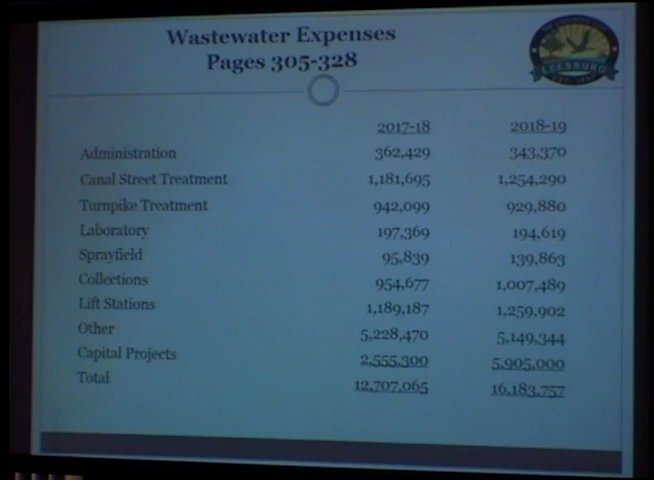 Wastewater Expenses
Pages 305-328
LEESBURG
2017-18 2018-19
Administration 362,429 343,370
Canal Street Treatment 1,181,695 1,254,290
Turnpike Treatment 942,099 929,880
Laboratory 197,369 194,619
Sprayfield 95,839 139,863
Collections 954,677 1,007,489
Lift Stations 1,189,187 1,259,902
Other 5,228,470 5,149,344
Capital Projects 2,555,300 5,905,000
Total 12,707,065 16,183,757